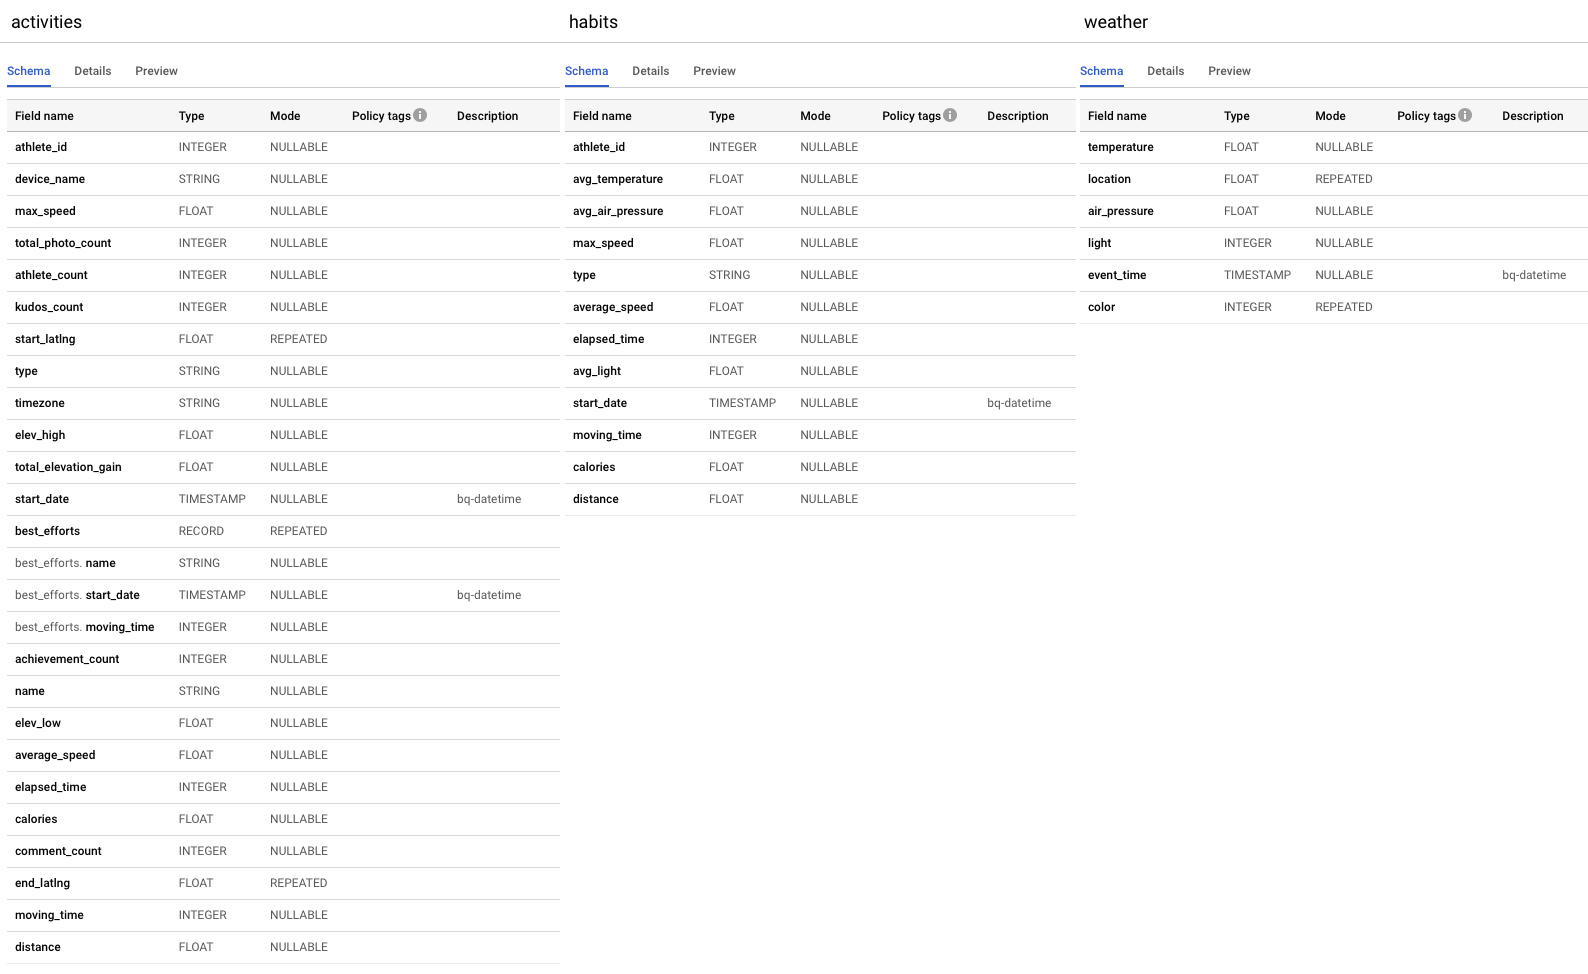 activities
Schema Details Preview
Field name Type Mode Policy tags Description
athlete_id INTEGER NULLABLE
device_name STRING NULLABLE
max_speed FLOAT NULLABLE
total_photo_count INTEGER NULLABLE
athlete_count INTEGER NULLABLE
kudos_count INTEGER NULLABLE
start_latlng FLOAT REPEATED
type STRING NULLABLE
timezone STRING NULLABLE
elev_high FLOAT NULLABLE
total_elevation_gain FLOAT NULLABLE
start_date TIMESTAMP NULLABLE bq-datetime
best_efforts RECORD REPEATED
best_efforts. name STRING NULLABLE
best_efforts. start_date TIMESTAMP NULLABLE bq-datetime
best_efforts. moving_time INTEGER NULLABLE
achievement_count INTEGER NULLABLE
name STRING NULLABLE
elev_low FLOAT NULLABLE
average_speed FLOAT NULLABLE
elapsed_time INTEGER NULLABLE
calories FLOAT NULLABLE
comment_count INTEGER NULLABLE
end_latlng FLOAT REPEATED
moving_time INTEGER NULLABLE
distance FLOAT NULLABLE
habits
Schema Details Preview
Field name Type Mode Policy tags Description
athlete_id INTEGER NULLABLE
avg_temperature FLOAT NULLABLE
avg_air_pressure FLOAT NULLABLE
max_speed FLOAT NULLABLE
type STRING NULLABLE
average_speed FLOAT NULLABLE
elapsed_time INTEGER NULLABLE
avg_light FLOAT NULLABLE
start_date TIMESTAMP NULLABLE bq-datetime
moving_time INTEGER NULLABLE
calories FLOAT NULLABLE
distance FLOAT NULLABLE
weather
Schema Details Preview
Field name Type Mode Policy tags Description
temperature FLOAT NULLABLE
location FLOAT REPEATED
air_pressure FLOAT NULLABLE
light INTEGER NULLABLE
event_time TIMESTAMP NULLABLE bq-datetime
color INTEGER REPEATED